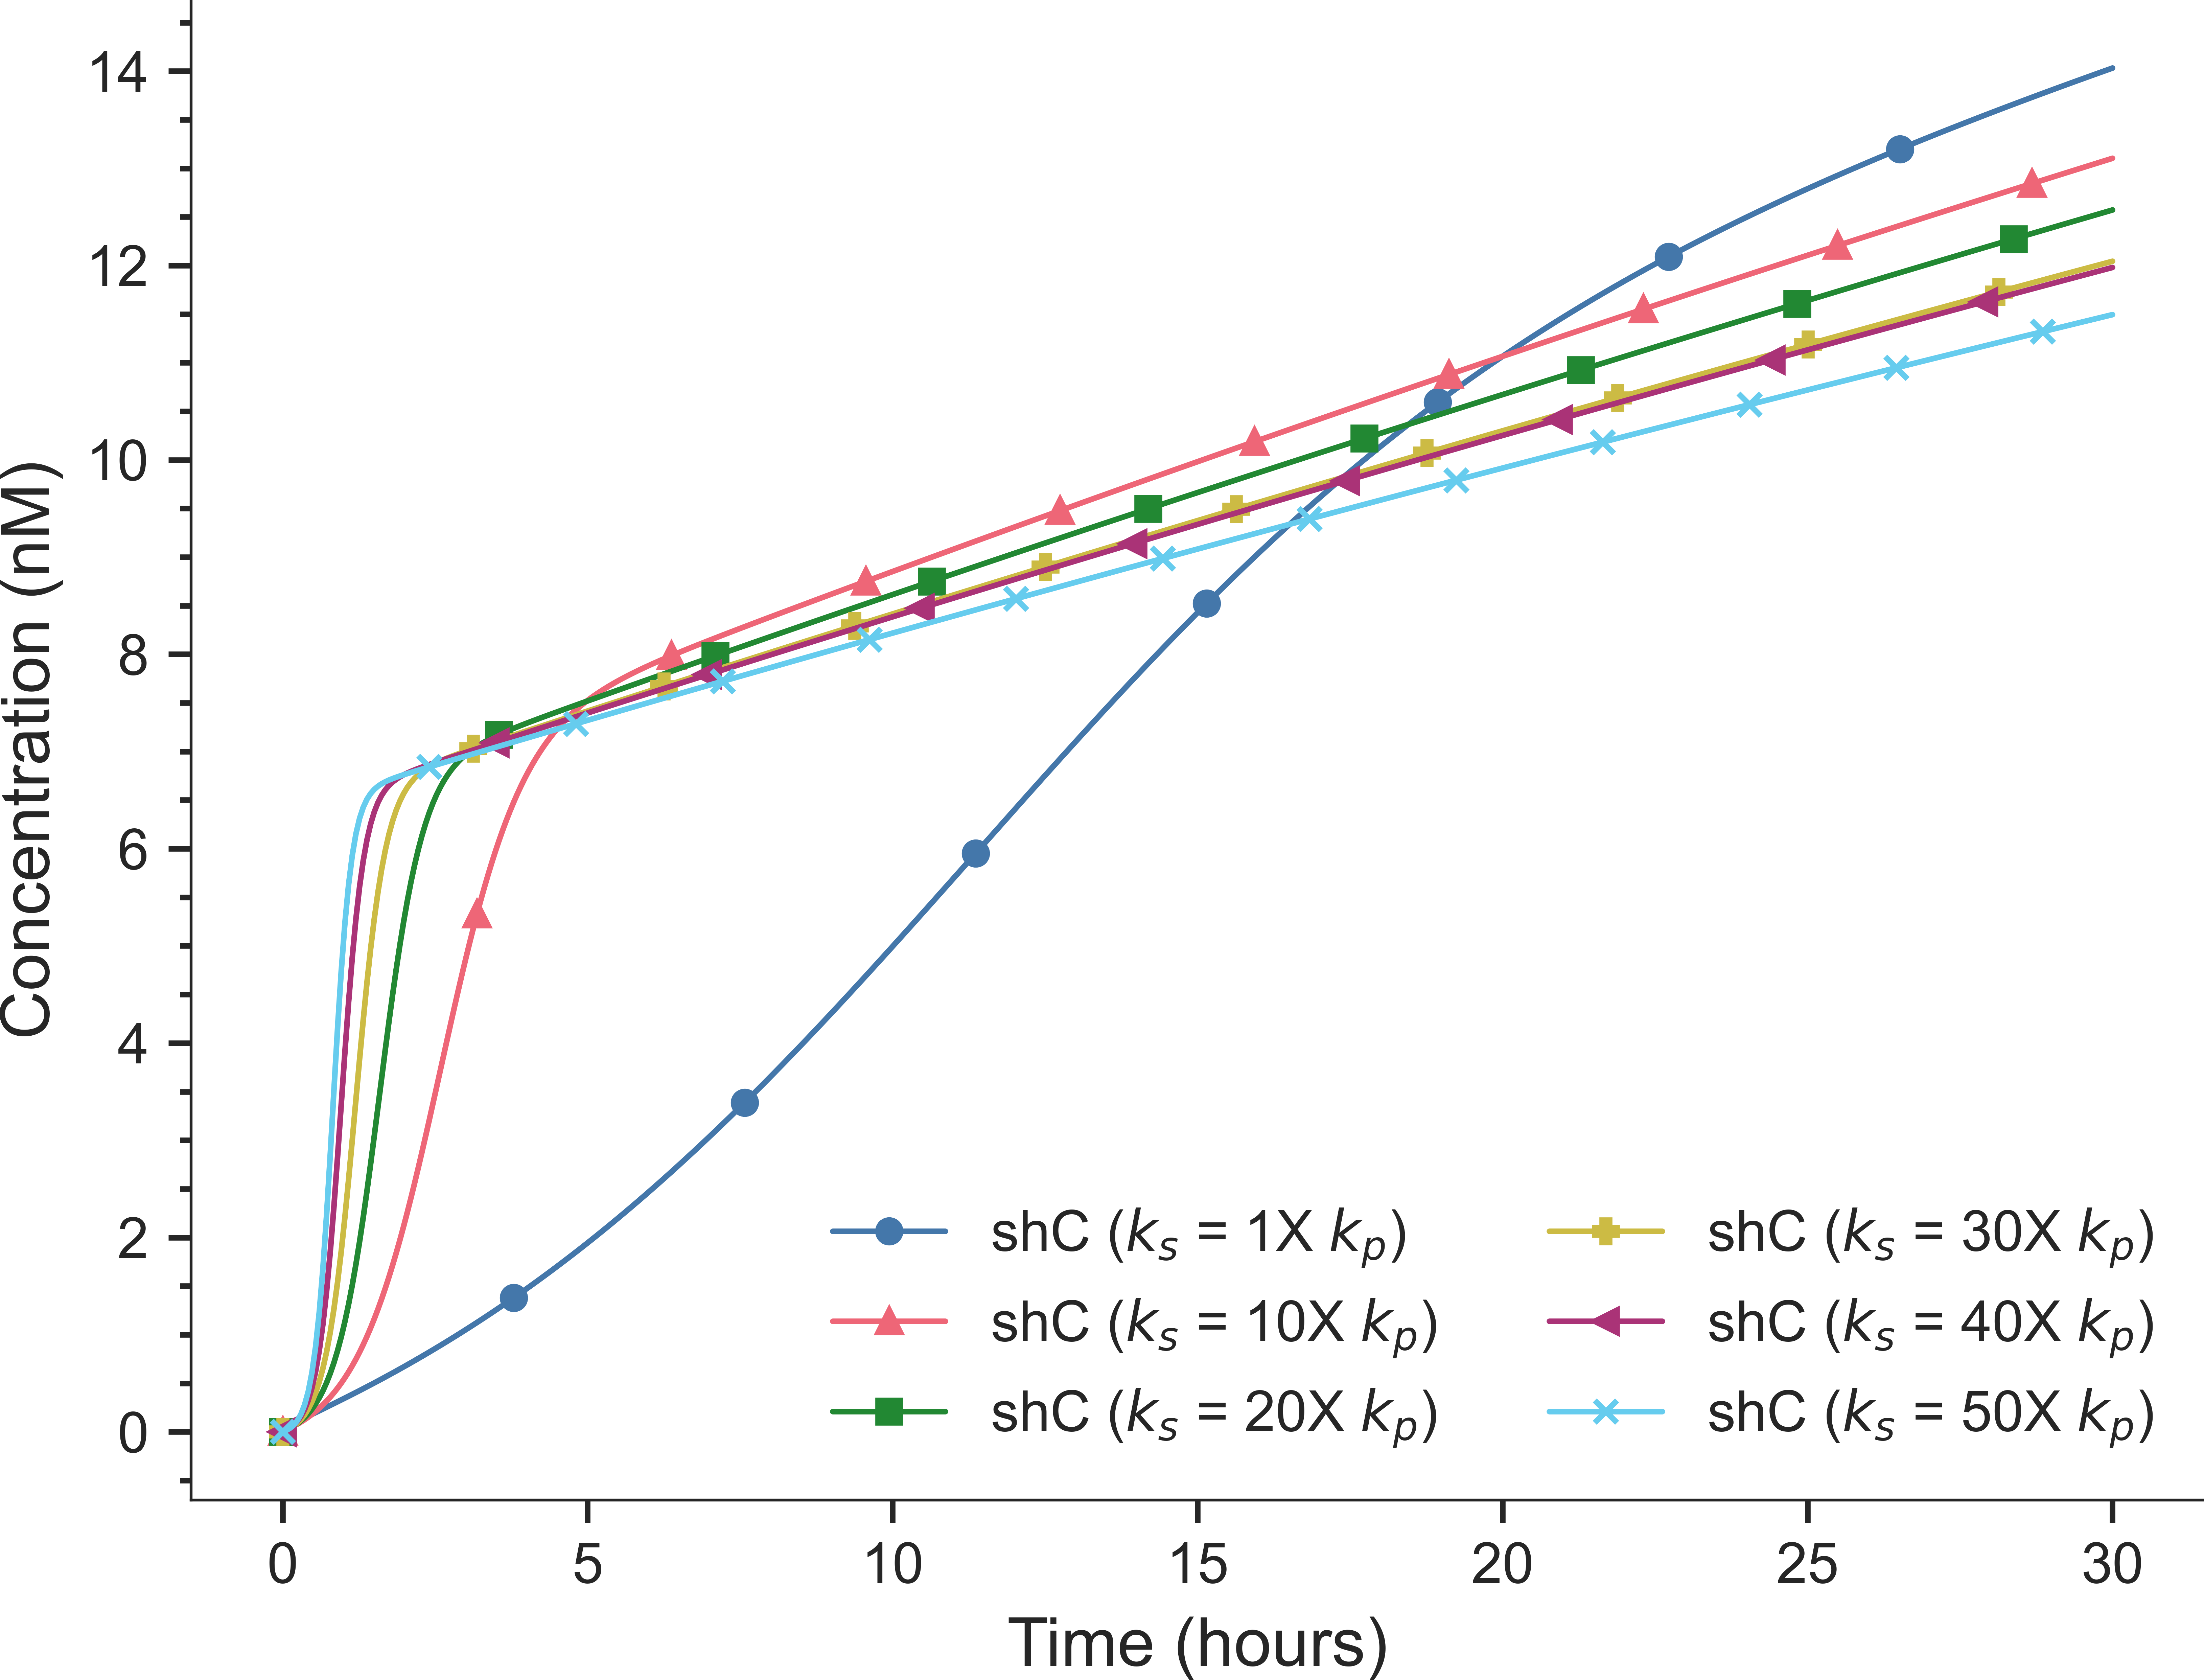 14
12
10
8
6
4
2
0
Concentration (nM)
shC (ks = 1X kp)
shC (ks = 10X kp)
shC (ks = 20X kp)
shC (ks = 30X kp)
shC (ks = 40X kp)
shC (ks = 50X kp)
0 5 10 15 20 25 30
Time (hours)